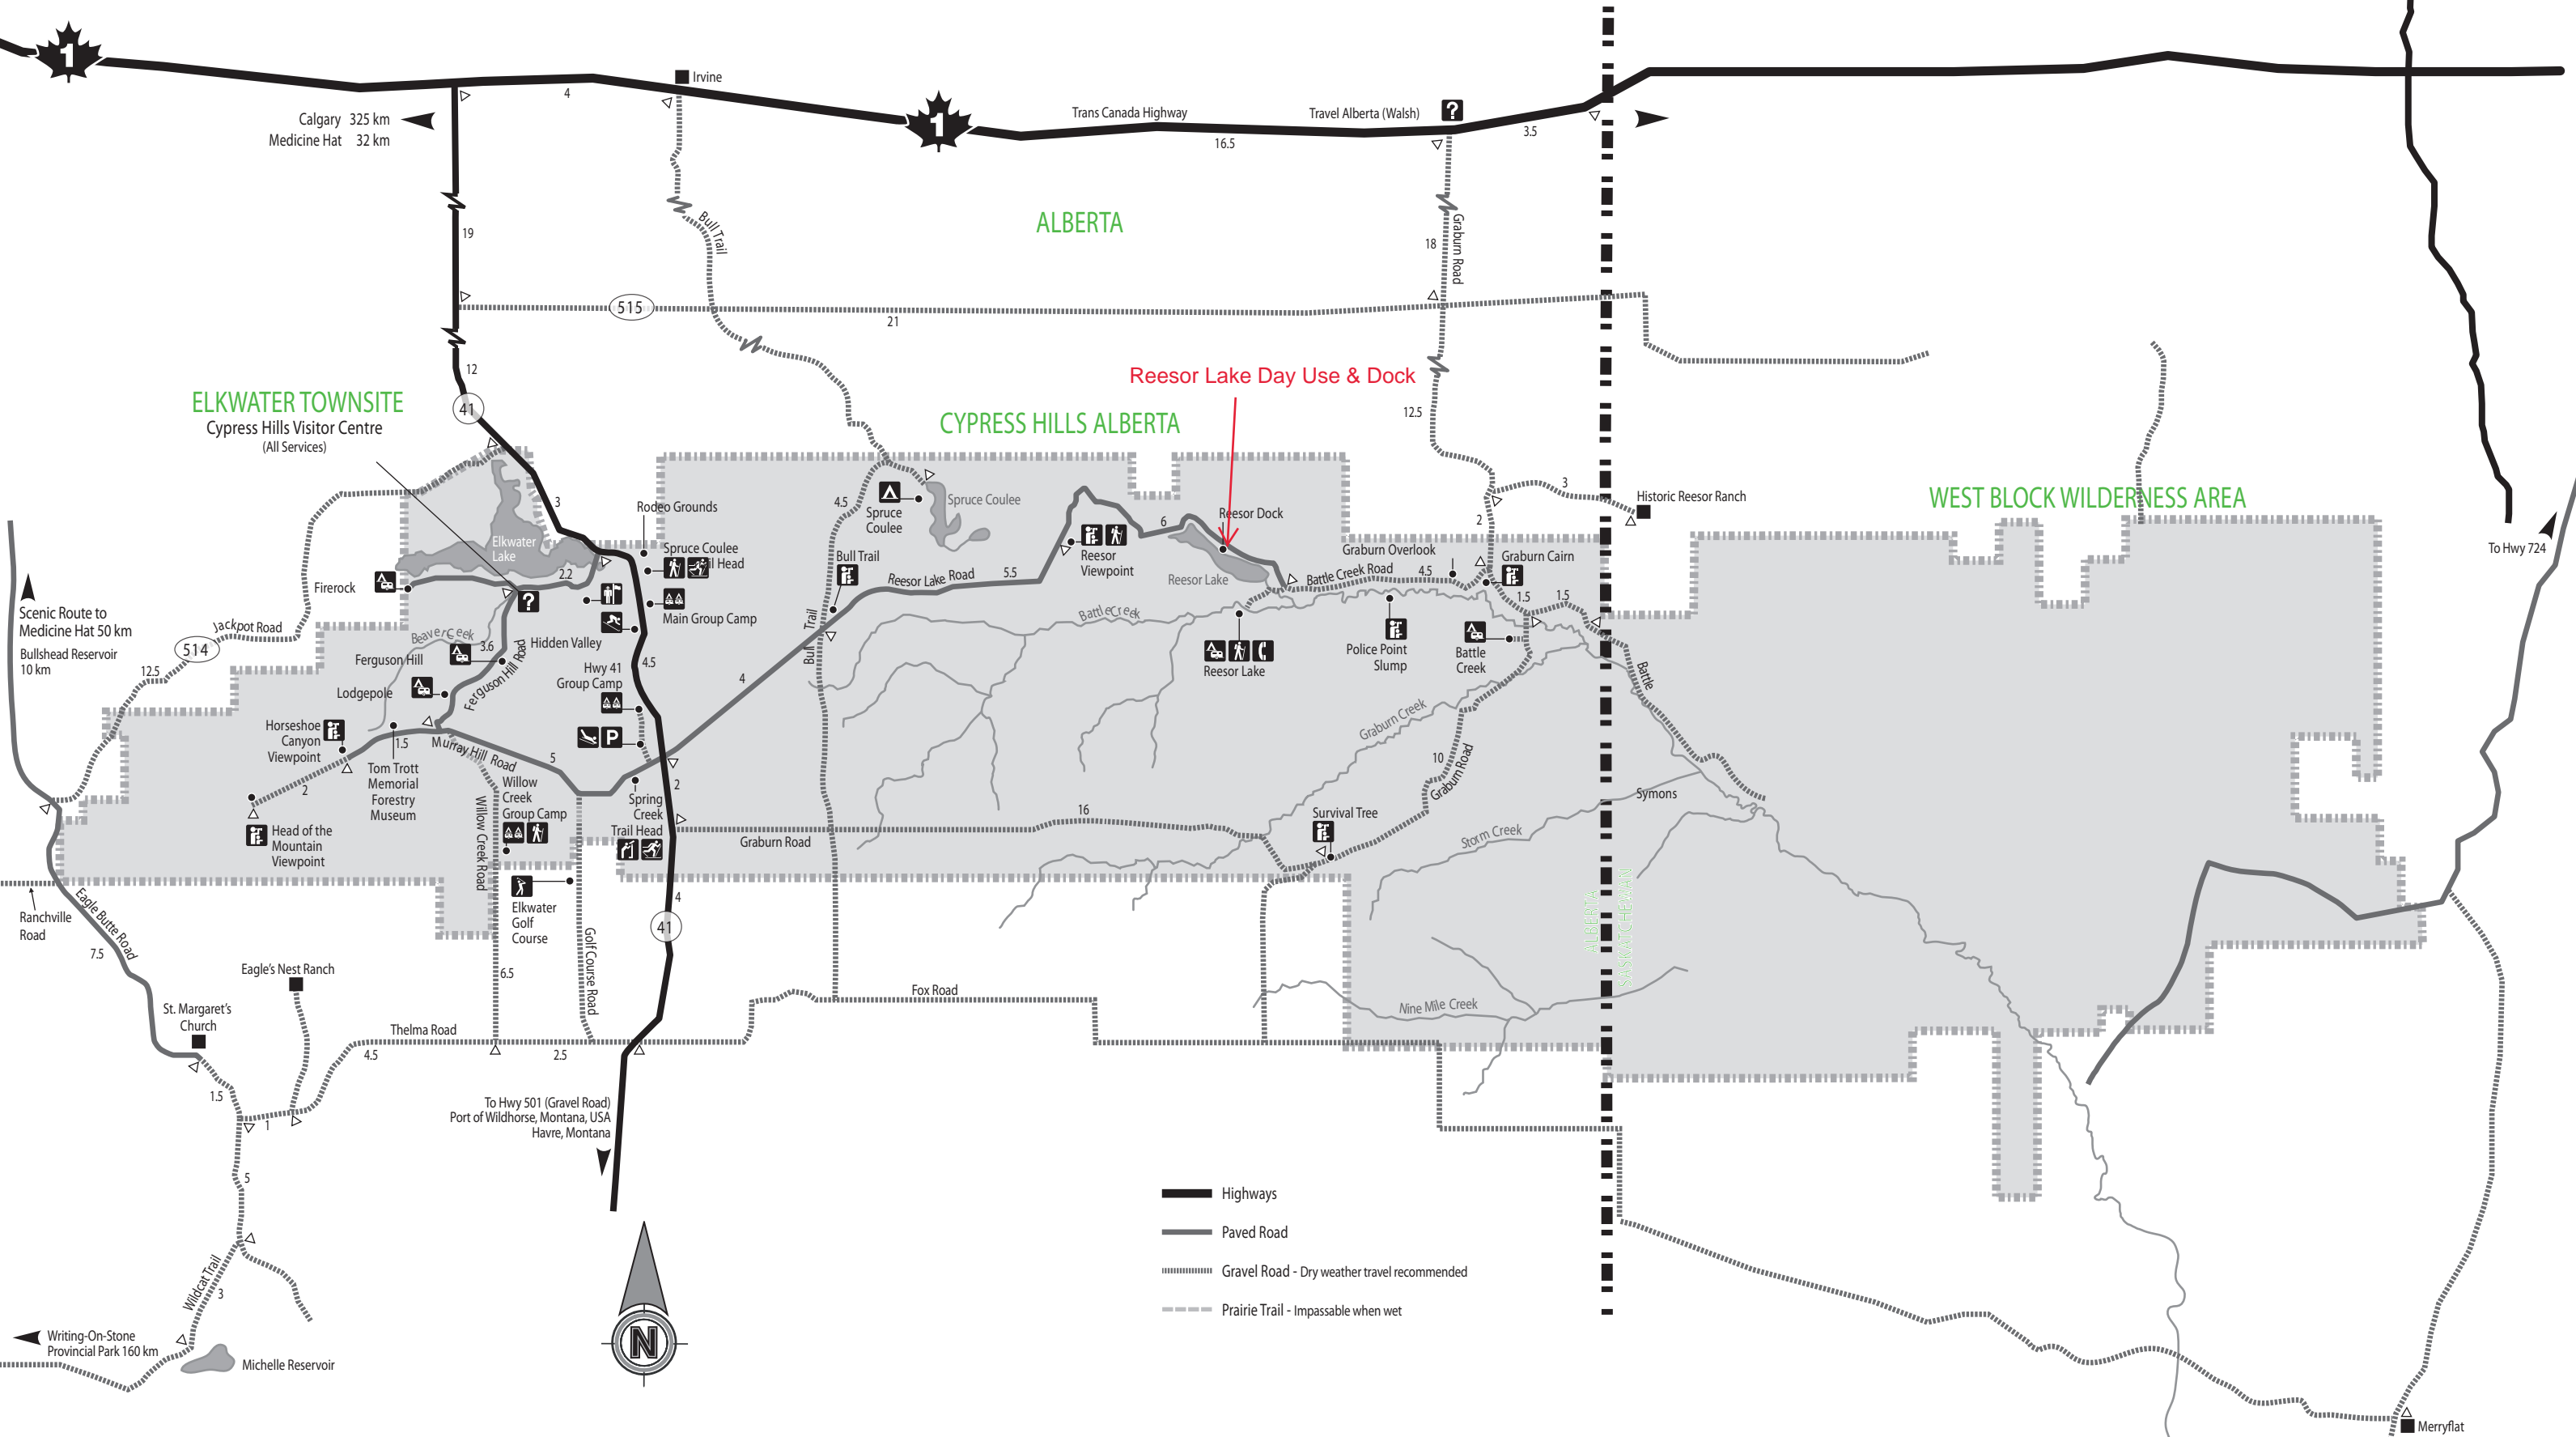 1
Irvine
4
Calgary 325 km
Medicine Hat 32 km
1
Trans Canada Highway
Travel Alberta (Walsh)
?
16.5
3.5
ALBERTA
Bull Trail
19
18
Graburn Road
515
21
12
Reesor Lake Day Use & Dock
41
12.5
ELKWATER TOWNSITE
Cypress Hills Visitor Centre
(All Services)
CYPRESS HILLS ALBERTA
3
Rodeo Grounds
4.5
Spruce
Coulee
Spruce Coulee
6
Reesor Dock
2
3
Historic Reesor Ranch
WEST BLOCK WILDERNESS AREA
To Hwy 724
Elkwater
Lake
Spruce Coulee
il Head
Bull Trail
Reesor
Viewpoint
Reesor Lake
Graburn Overlook
Graburn Cairn
Firerock
2.2
?
Main Group Camp
Reesor Lake Road
5.5
Battle Creek Road
4.5
1.5
1.5
Scenic Route to
Medicine Hat 50 km
Bullshead Reservoir
10 km
Jackpot Road
514
12.5
Beaver Creek
3.6
Ferguson Hill
Ferguson Hill Road
Hidden Valley
Hwy 41
Group Camp
4.5
Bull Trail
4
BattleCreek
Reesor Lake
Police Point
Slump
Battle
Creek
Battle
Lodgepole
Horseshoe
Canyon
Viewpoint
1.5
Murray Hill Road
5
P
2
Tom Trott
Memorial
Forestry
Museum
2
Head of the
Mountain
Viewpoint
Willow Creek Road
Willow
Creek
Group Camp
Spring
Creek
Trail Head
Graburn Creek
10
Graburn Road
Symons
16
Graburn Road
Survival Tree
Storm Creek
Ranchville
Road
Eagle Butte Road
7.5
Elkwater
Golf
Course
Golf Course Road
4
41
ALBERTA
SASKATCHEWAN
Eagle's Nest Ranch
6.5
Fox Road
Nine Mile Creek
St. Margaret's
Church
Thelma Road
4.5
2.5
1.5
1
To Hwy 501 (Gravel Road)
Port of Wildhorse, Montana, USA
Havre, Montana
5
Wildcat Trail
3
Writing-On-Stone
Provincial Park 160 km
Michelle Reservoir
N
Highways
Paved Road
Gravel Road - Dry weather travel recommended
Prairie Trail - Impassable when wet
Merryflat